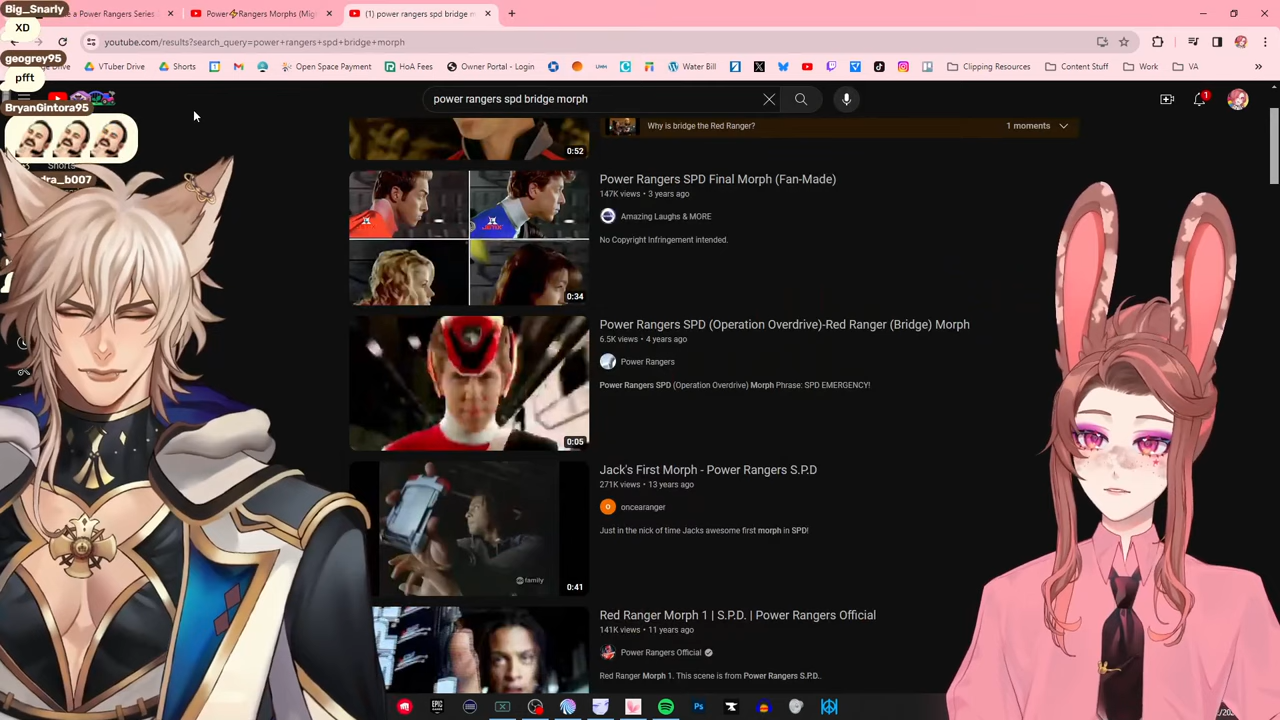 Big_Snarly
XD
geogrey95
pfft
BryanGintora95
dra_b007
a Power Rangers Series
Power⚡Rangers Morphs (Mig
(1) power rangers spd bridge m
youtube.com/results?search_query=power+rangers+spd+bridge+morph
Drive
VTuber Drive
Shorts
Open Space Payment
HoA Fees
Owner Portal - Login
Water Bill
Clipping Resources
Content Stuff
Work
VA
power rangers spd bridge morph
1
Shorts
0:52
Why is bridge the Red Ranger?
1 moments
Power Rangers SPD Final Morph (Fan-Made)
147K views • 3 years ago
Amazing Laughs & MORE
No Copyright Infringement intended.
0:34
Power Rangers SPD (Operation Overdrive)-Red Ranger (Bridge) Morph
6.5K views • 4 years ago
Power Rangers
Power Rangers SPD (Operation Overdrive) Morph Phrase: SPD EMERGENCY!
0:05
Jack's First Morph - Power Rangers S.P.D
271K views • 13 years ago
oncearanger
Just in the nick of time Jacks awesome first morph in SPD!
family
0:41
Red Ranger Morph 1 | S.P.D. | Power Rangers Official
141K views • 11 years ago
Power Rangers Official
Red Ranger Morph 1. This scene is from Power Rangers S.P.D..